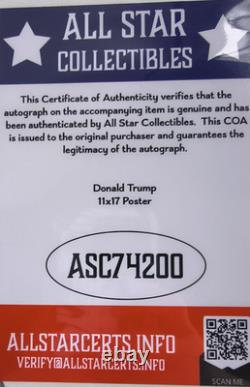 ALL STAR
COLLECTIBLES
This Certificate of Authenticity verifies that the
autograph on the accompanying item is genuine and has
been authenticated by All Star Collectibles. This COA
is issued to the original purchaser and guarantees the
legitimacy of the autograph.
Donald Trump
11x17 Poster
ASC74200
ALLSTARCERTS.INFO
VERIFY@ALLSTARCERTS.INFO
SCAN ME